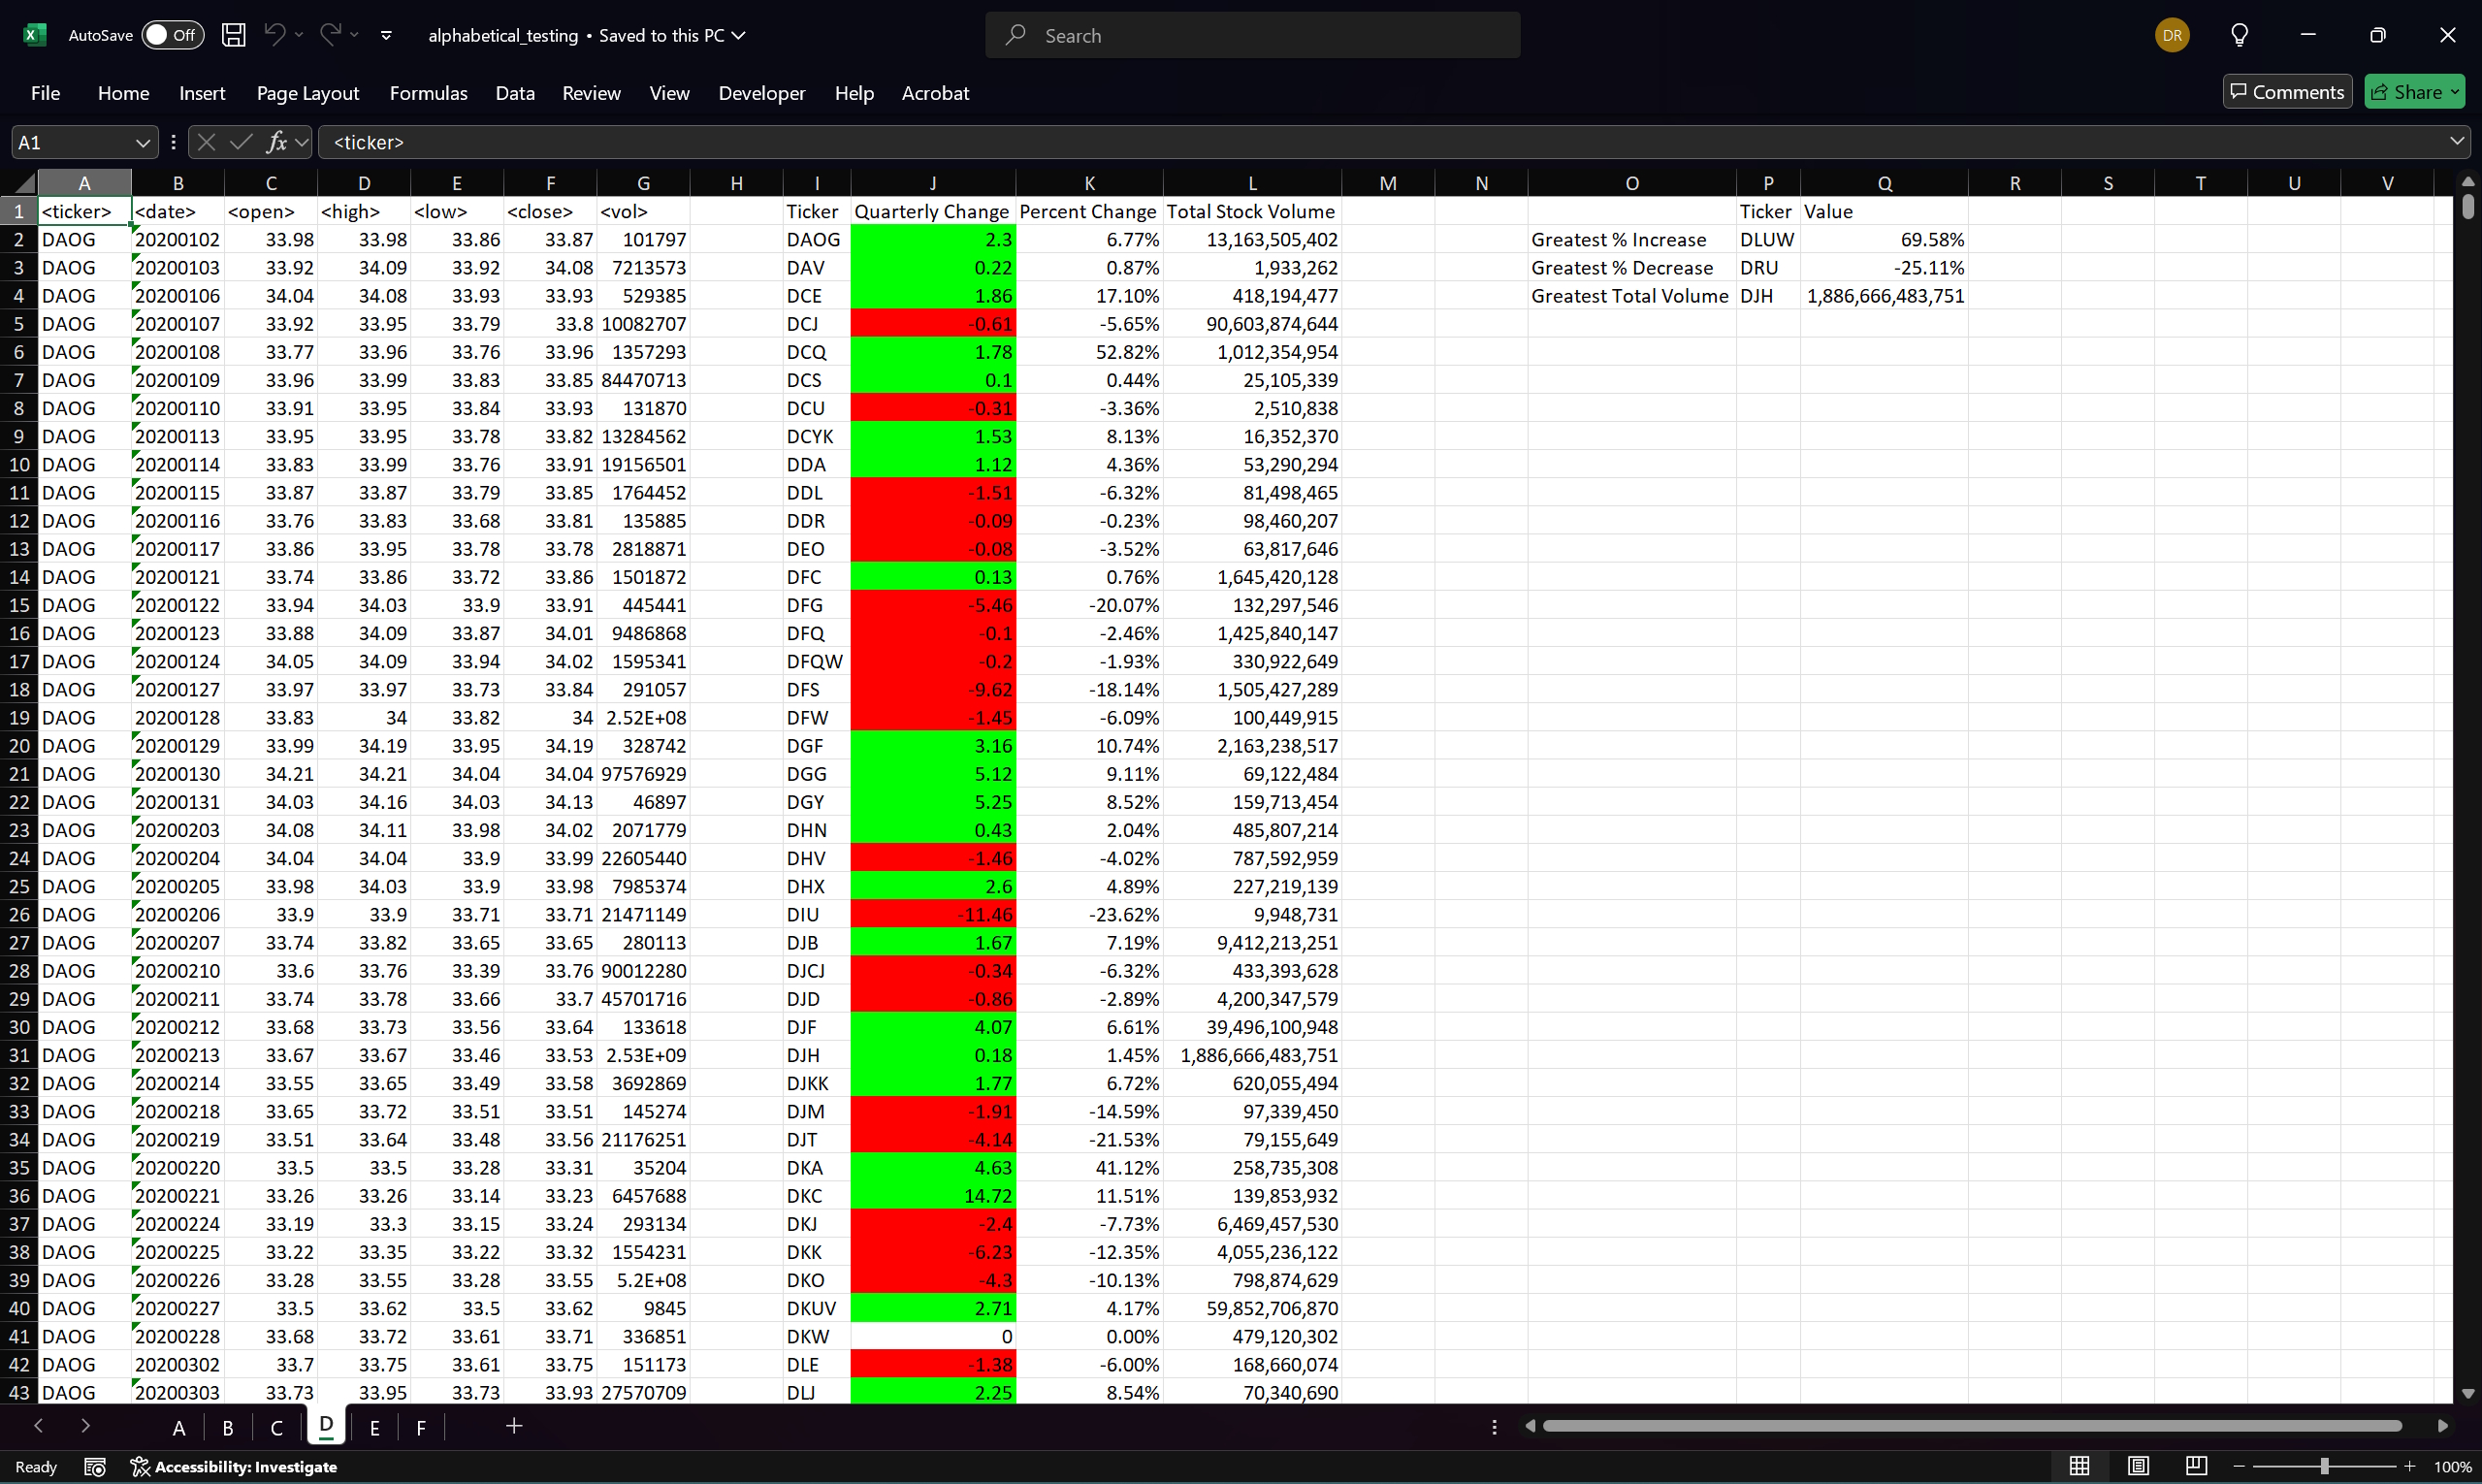 AutoSave Off alphabetical_testing • Saved to this PC Search DR
File Home Insert Page Layout Formulas Data Review View Developer Help Acrobat Comments Share
A1 fx <ticker>
A B C D E F G H I J K L M N O P Q R S T U V
1 <ticker> <date> <open> <high> <low> <close> <vol> Ticker Quarterly Change Percent Change Total Stock Volume Ticker Value
2 DAOG 20200102 33.98 33.98 33.86 33.87 101797 DAOG 2.3 6.77% 13,163,505,402 Greatest % Increase DLUW 69.58%
3 DAOG 20200103 33.92 34.09 33.92 34.08 7213573 DAV 0.22 0.87% 1,933,262 Greatest % Decrease DRU -25.11%
4 DAOG 20200106 34.04 34.08 33.93 33.93 529385 DCE 1.86 17.10% 418,194,477 Greatest Total Volume DJH 1,886,666,483,751
5 DAOG 20200107 33.92 33.95 33.79 33.8 10082707 DCJ -0.61 -5.65% 90,603,874,644
6 DAOG 20200108 33.77 33.96 33.76 33.96 1357293 DCQ 1.78 52.82% 1,012,354,954
7 DAOG 20200109 33.96 33.99 33.83 33.85 84470713 DCS 0.1 0.44% 25,105,339
8 DAOG 20200110 33.91 33.95 33.84 33.93 131870 DCU -0.31 -3.36% 2,510,838
9 DAOG 20200113 33.95 33.95 33.78 33.82 13284562 DCYK 1.53 8.13% 16,352,370
10 DAOG 20200114 33.83 33.99 33.76 33.91 19156501 DDA 1.12 4.36% 53,290,294
11 DAOG 20200115 33.87 33.87 33.79 33.85 1764452 DDL -1.51 -6.32% 81,498,465
12 DAOG 20200116 33.76 33.83 33.68 33.81 135885 DDR -0.09 -0.23% 98,460,207
13 DAOG 20200117 33.86 33.95 33.78 33.78 2818871 DEO -0.08 -3.52% 63,817,646
14 DAOG 20200121 33.74 33.86 33.72 33.86 1501872 DFC 0.13 0.76% 1,645,420,128
15 DAOG 20200122 33.94 34.03 33.9 33.91 445441 DFG -5.46 -20.07% 132,297,546
16 DAOG 20200123 33.88 34.09 33.87 34.01 9486868 DFQ -0.1 -2.46% 1,425,840,147
17 DAOG 20200124 34.05 34.09 33.94 34.02 1595341 DFQW -0.2 -1.93% 330,922,649
18 DAOG 20200127 33.97 33.97 33.73 33.84 291057 DFS -9.62 -18.14% 1,505,427,289
19 DAOG 20200128 33.83 34 33.82 34 2.52E+08 DFW -1.45 -6.09% 100,449,915
20 DAOG 20200129 33.99 34.19 33.95 34.19 328742 DGF 3.16 10.74% 2,163,238,517
21 DAOG 20200130 34.21 34.21 34.04 34.04 97576929 DGG 5.12 9.11% 69,122,484
22 DAOG 20200131 34.03 34.16 34.03 34.13 46897 DGY 5.25 8.52% 159,713,454
23 DAOG 20200203 34.08 34.11 33.98 34.02 2071779 DHN 0.43 2.04% 485,807,214
24 DAOG 20200204 34.04 34.04 33.9 33.99 22605440 DHV -1.46 -4.02% 787,592,959
25 DAOG 20200205 33.98 34.03 33.9 33.98 7985374 DHX 2.6 4.89% 227,219,139
26 DAOG 20200206 33.9 33.9 33.71 33.71 21471149 DIU -11.46 -23.62% 9,948,731
27 DAOG 20200207 33.74 33.82 33.65 33.65 280113 DJB 1.67 7.19% 9,412,213,251
28 DAOG 20200210 33.6 33.76 33.39 33.76 90012280 DJCJ -0.34 -6.32% 433,393,628
29 DAOG 20200211 33.74 33.78 33.66 33.7 45701716 DJD -0.86 -2.89% 4,200,347,579
30 DAOG 20200212 33.68 33.73 33.56 33.64 133618 DJF 4.07 6.61% 39,496,100,948
31 DAOG 20200213 33.67 33.67 33.46 33.53 2.53E+09 DJH 0.18 1.45% 1,886,666,483,751
32 DAOG 20200214 33.55 33.65 33.49 33.58 3692869 DJKK 1.77 6.72% 620,055,494
33 DAOG 20200218 33.65 33.72 33.51 33.51 145274 DJM -1.91 -14.59% 97,339,450
34 DAOG 20200219 33.51 33.64 33.48 33.56 21176251 DJT -4.14 -21.53% 79,155,649
35 DAOG 20200220 33.5 33.5 33.28 33.31 35204 DKA 4.63 41.12% 258,735,308
36 DAOG 20200221 33.26 33.26 33.14 33.23 6457688 DKC 14.72 11.51% 139,853,932
37 DAOG 20200224 33.19 33.3 33.15 33.24 293134 DKJ -2.4 -7.73% 6,469,457,530
38 DAOG 20200225 33.22 33.35 33.22 33.32 1554231 DKK -6.23 -12.35% 4,055,236,122
39 DAOG 20200226 33.28 33.55 33.28 33.55 5.2E+08 DKO -4.3 -10.13% 798,874,629
40 DAOG 20200227 33.5 33.62 33.5 33.62 9845 DKUV 2.71 4.17% 59,852,706,870
41 DAOG 20200228 33.68 33.72 33.61 33.71 336851 DKW 0 0.00% 479,120,302
42 DAOG 20200302 33.7 33.75 33.61 33.75 151173 DLE -1.38 -6.00% 168,660,074
43 DAOG 20200303 33.73 33.95 33.73 33.93 27570709 DLJ 2.25 8.54% 70,340,690
A B C D E F
Ready Accessibility: Investigate 100%